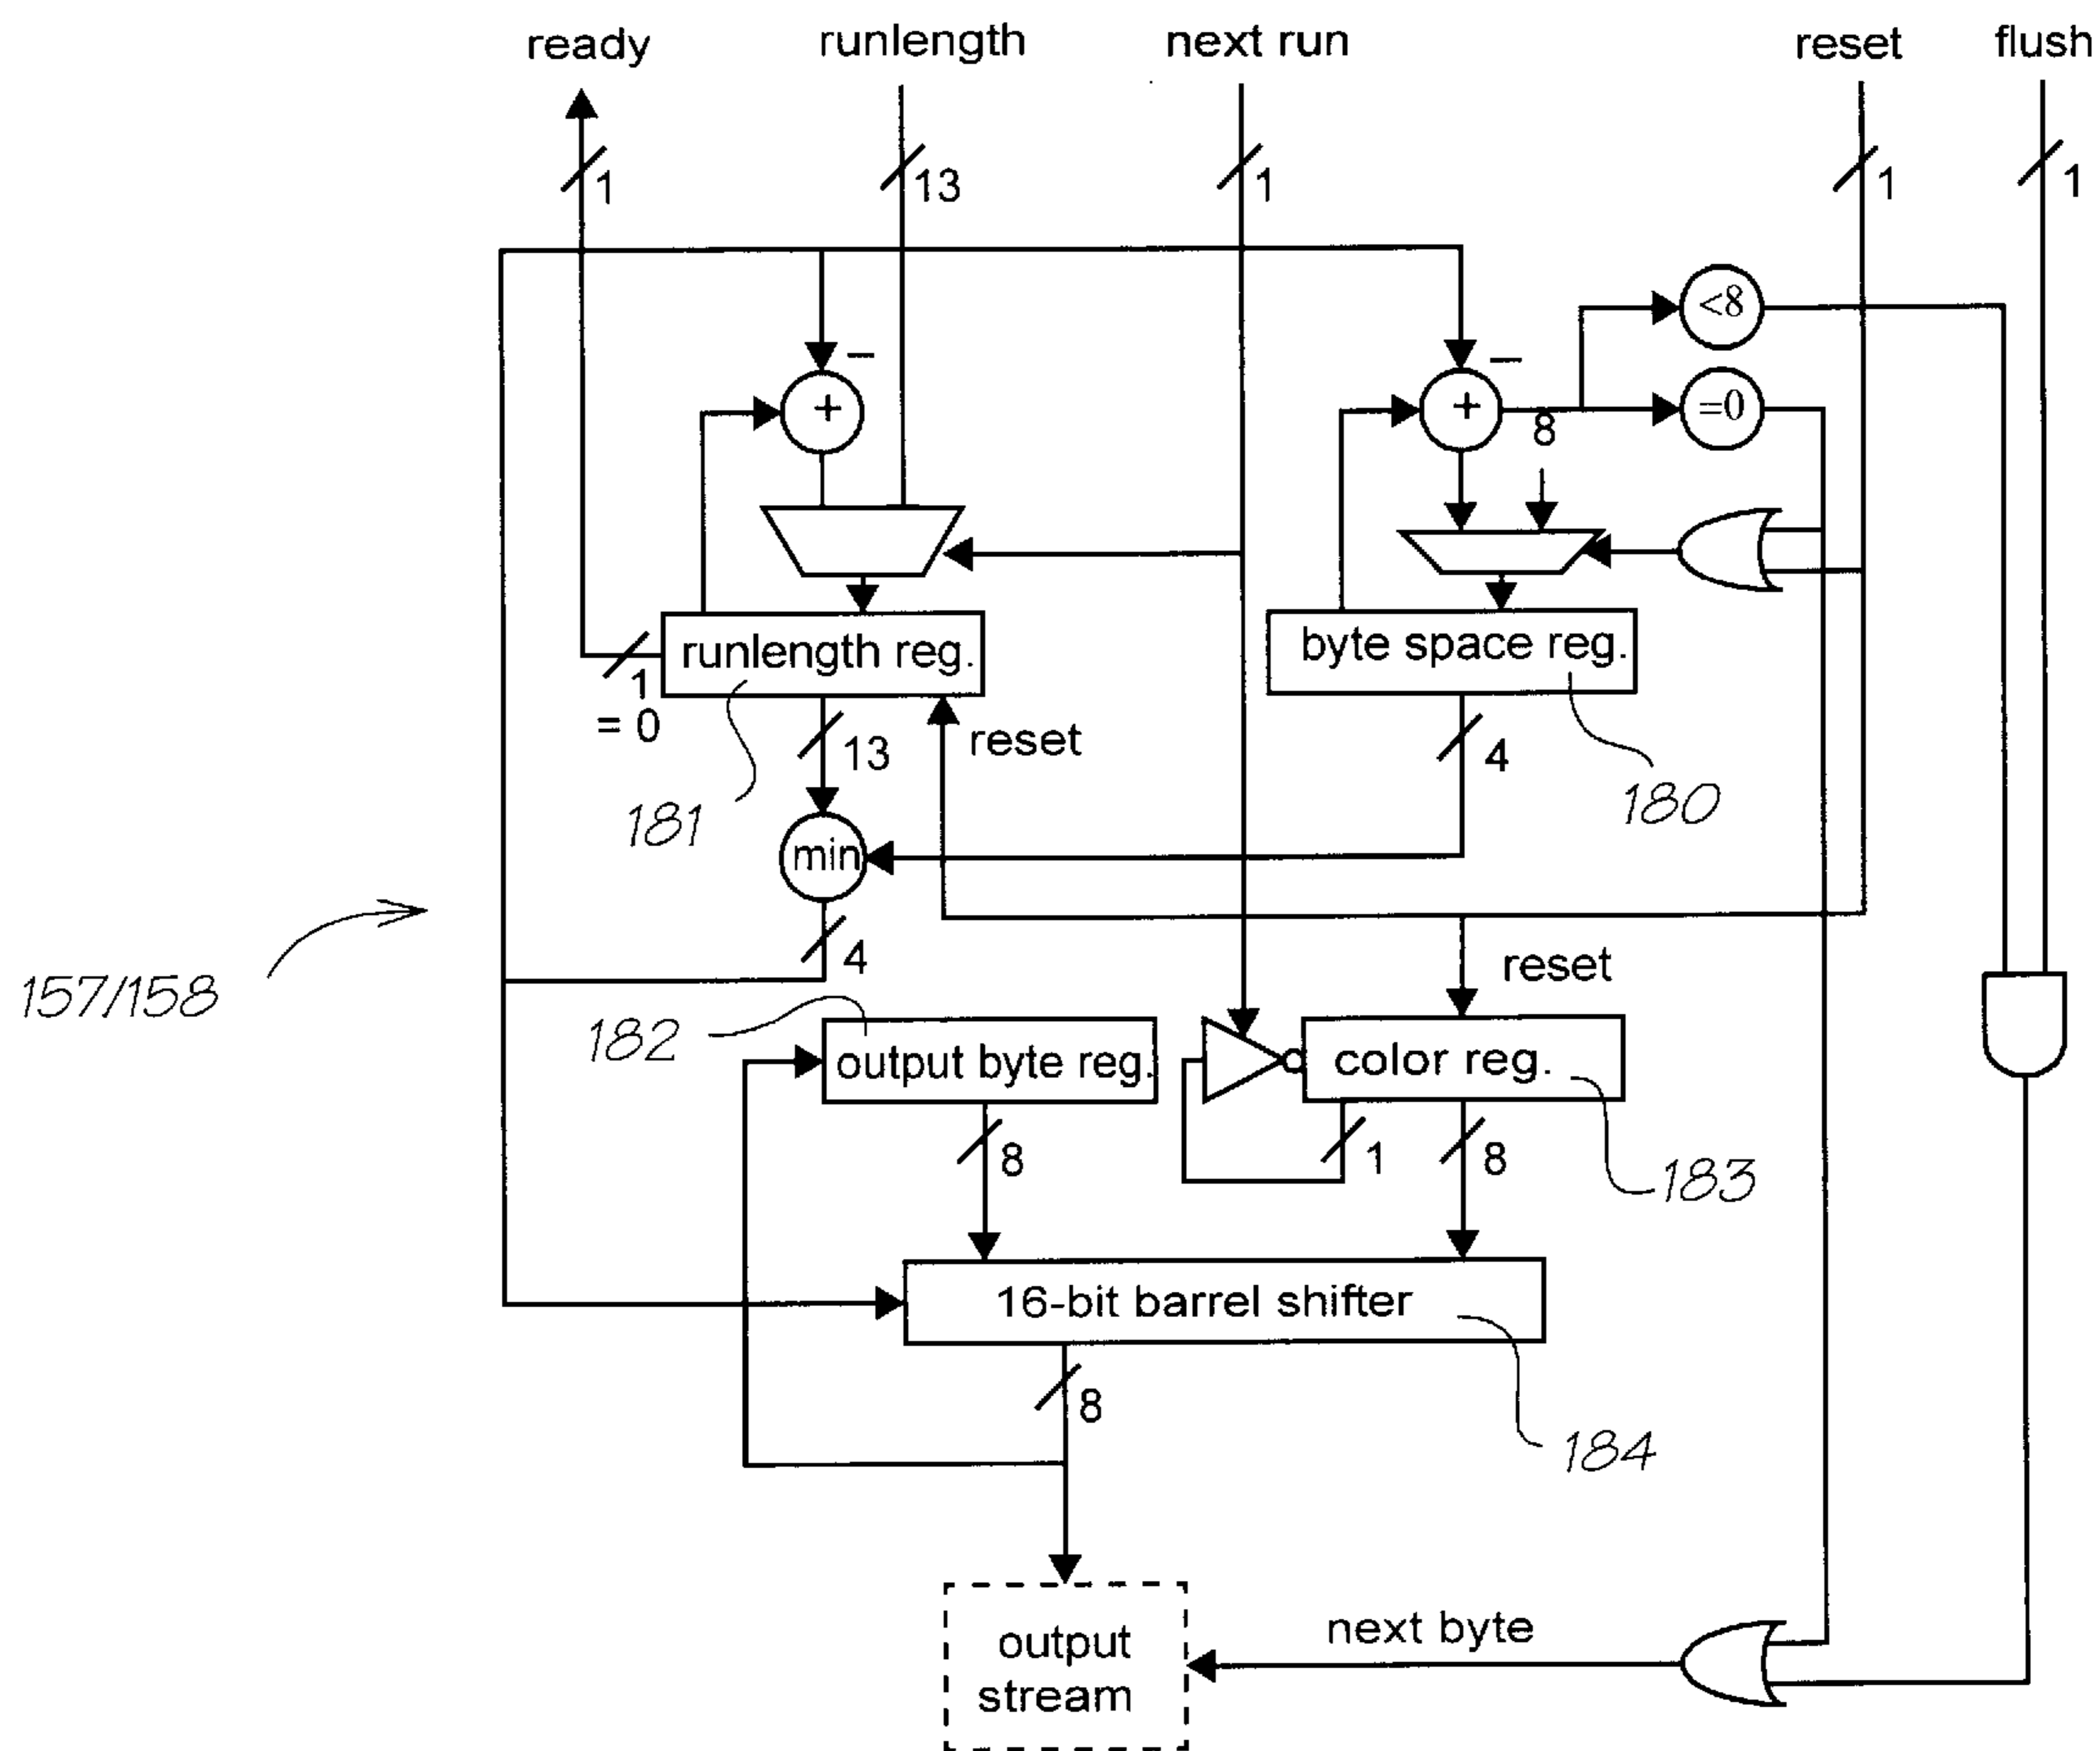 ready
runlength
next run
reset
flush
1
13
1
1
1
<8
−
−
+
+
8
=0
runlength reg.
byte space reg.
1
= 0
13
reset
4
181
180
min
4
reset
157/158
182
output byte reg.
color reg.
8
1
8
183
16-bit barrel shifter
8
184
output
stream
next byte